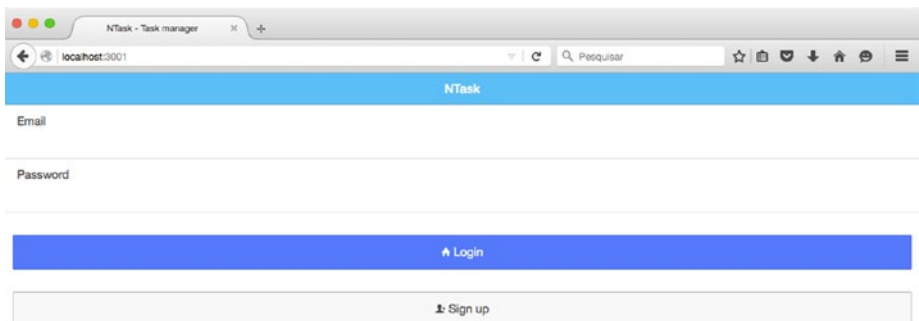 NTask - Task manager
localhost:3001
Pesquisar
NTask
Email
Password
Login
Sign up